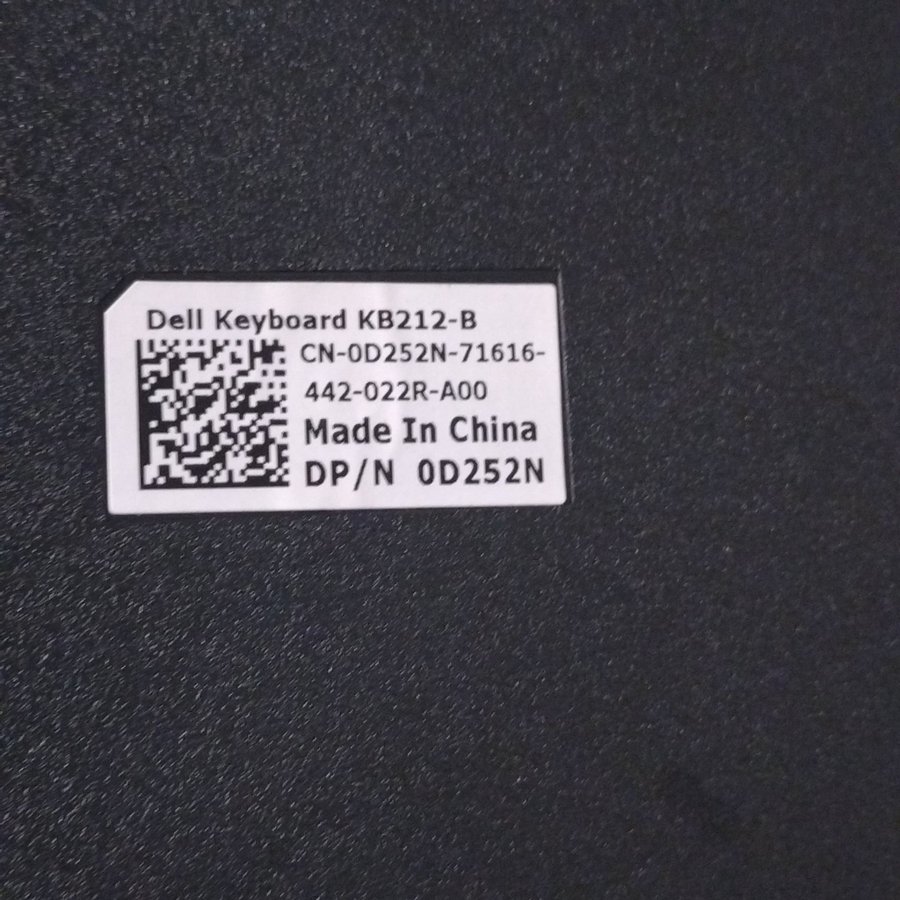 Dell Keyboard KB212-B
CN-0D252N-71616-
442-022R-A00
Made In China
DP/N 0D252N